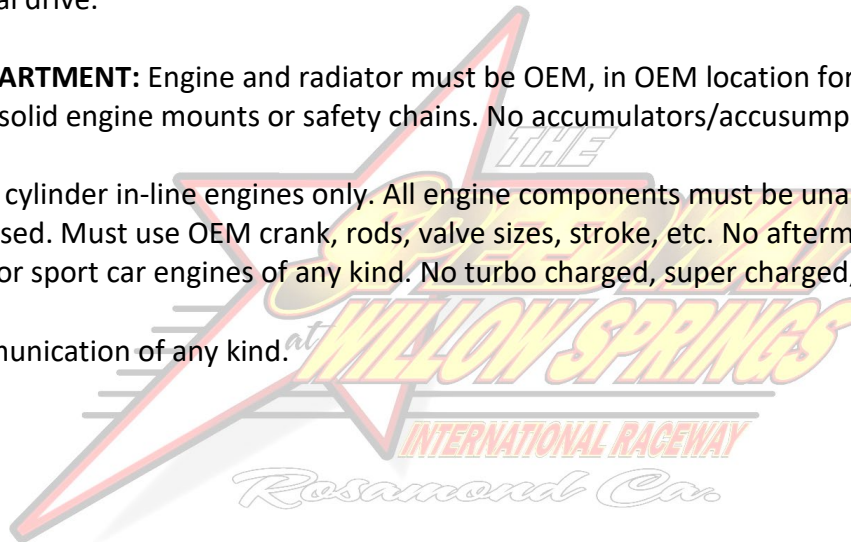 al drive.
ARTMENT: Engine and radiator must be OEM, in OEM location for
solid engine mounts or safety chains. No accumulators/accusump
cylinder in-line engines only. All engine components must be una
sed. Must use OEM crank, rods, valve sizes, stroke, etc. No afterm
or sport car engines of any kind. No turbo charged, super charged,
munication of any kind.
THE
SPEEDWAY
at
WILLOW SPRINGS
INTERNATIONAL RACEWAY
Rosamond Ca.